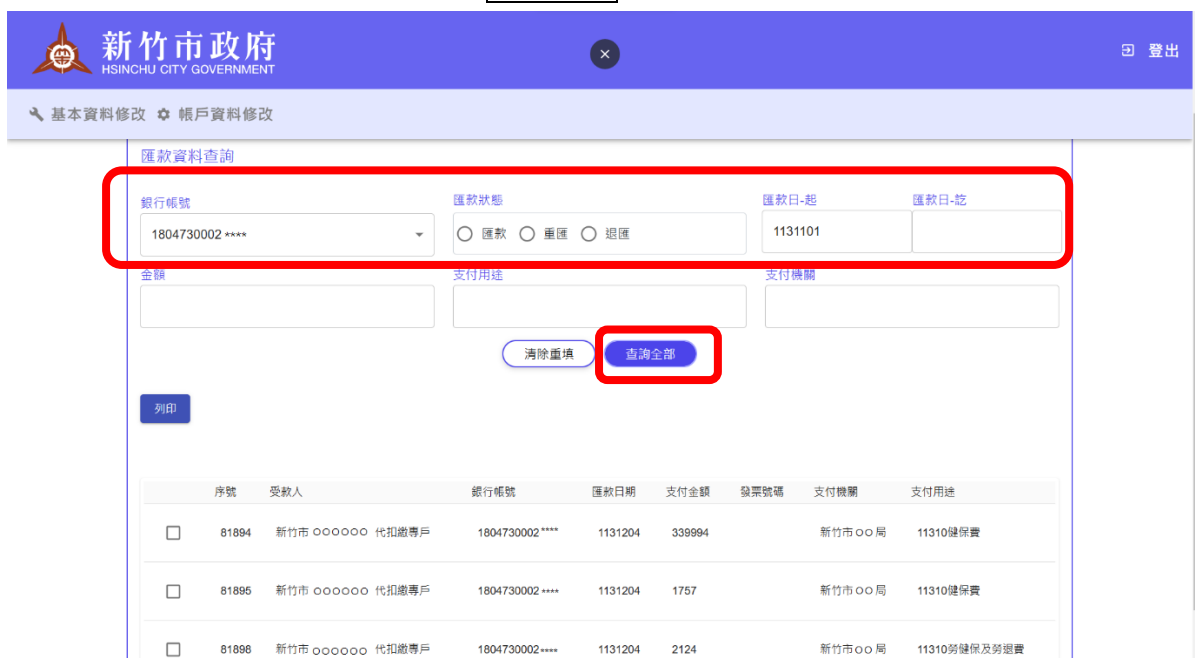 新竹市政府
HSINCHU CITY GOVERNMENT
登出
基本資料修改 帳戶資料修改
匯款資料查詢
銀行帳號 匯款狀態 匯款日-起 匯款日-訖
1804730002 **** 匯款 重匯 退匯 1131101
金額 支付用途 支付機關
清除重填 查詢全部
列印
序號 受款人 銀行帳號 匯款日期 支付金額 發票號碼 支付機關 支付用途
81894 新竹市 ○○○○○○ 代扣繳專戶 1804730002 **** 1131204 339994 新竹市○○局 11310健保費
81895 新竹市 ○○○○○○ 代扣繳專戶 1804730002 **** 1131204 1757 新竹市○○局 11310健保費
81898 新竹市 ○○○○○○ 代扣繳專戶 1804730002 **** 1131204 2124 新竹市○○局 11310勞健保及勞退費